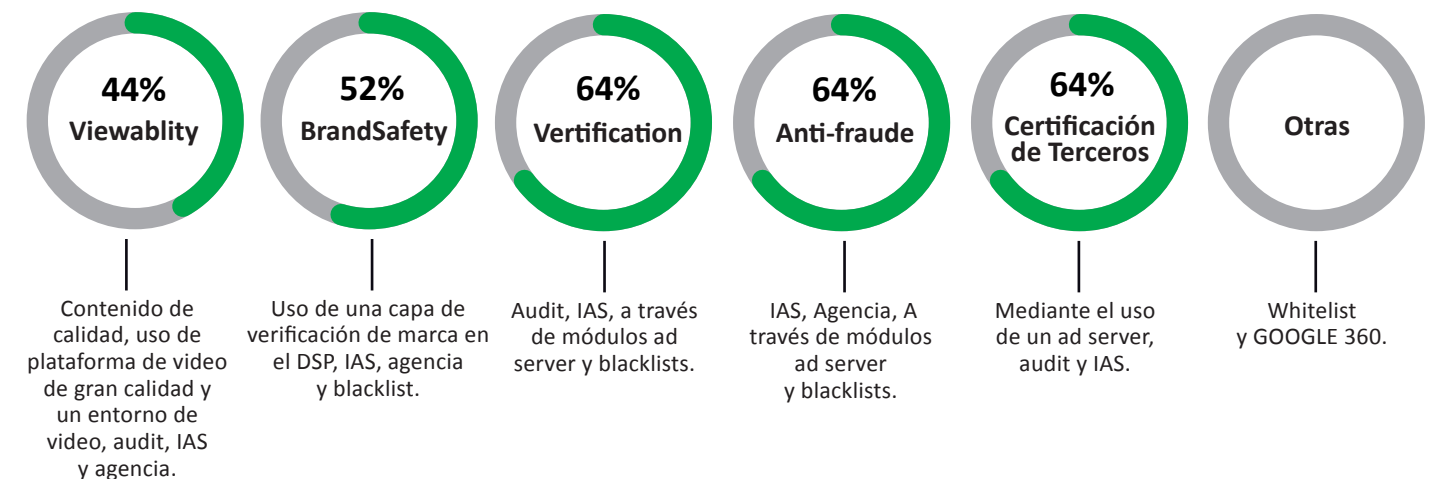 44%
Viewablity
52%
BrandSafety
64%
Vertification
64%
Anti-fraude
64%
Certificación
de Terceros
Otras
Contenido de
calidad, uso de
plataforma de video
de gran calidad y
un entorno de
video, audit, IAS
y agencia.
Uso de una capa de
verificación de marca en
el DSP, IAS, agencia
y blacklist.
Audit, IAS, a través
de módulos ad
server y blacklists.
IAS, Agencia, A
través de módulos
ad server
y blacklists.
Mediante el uso
de un ad server,
audit y IAS.
Whitelist
y GOOGLE 360.